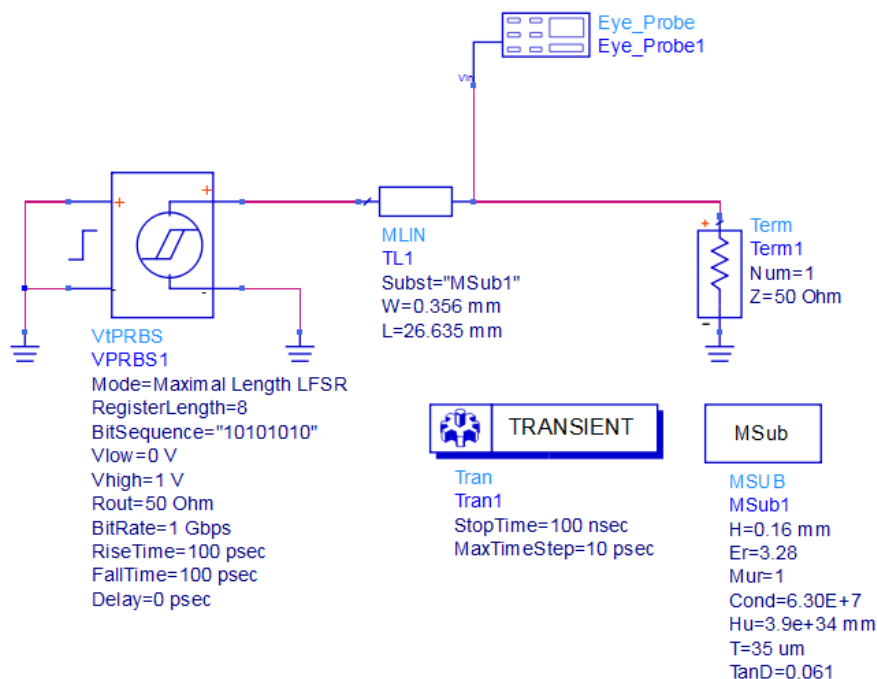 Eye_Probe
Eye_Probe1
Vin
+
+
-
-
VtPRBS
VPRBS1
Mode=Maximal Length LFSR
RegisterLength=8
BitSequence="10101010"
Vlow=0 V
Vhigh=1 V
Rout=50 Ohm
BitRate=1 Gbps
RiseTime=100 psec
FallTime=100 psec
Delay=0 psec
MLIN
TL1
Subst="MSub1"
W=0.356 mm
L=26.635 mm
+
-
Term
Term1
Num=1
Z=50 Ohm
TRANSIENT
Tran
Tran1
StopTime=100 nsec
MaxTimeStep=10 psec
MSub
MSUB
MSub1
H=0.16 mm
Er=3.28
Mur=1
Cond=6.30E+7
Hu=3.9e+34 mm
T=35 um
TanD=0.061